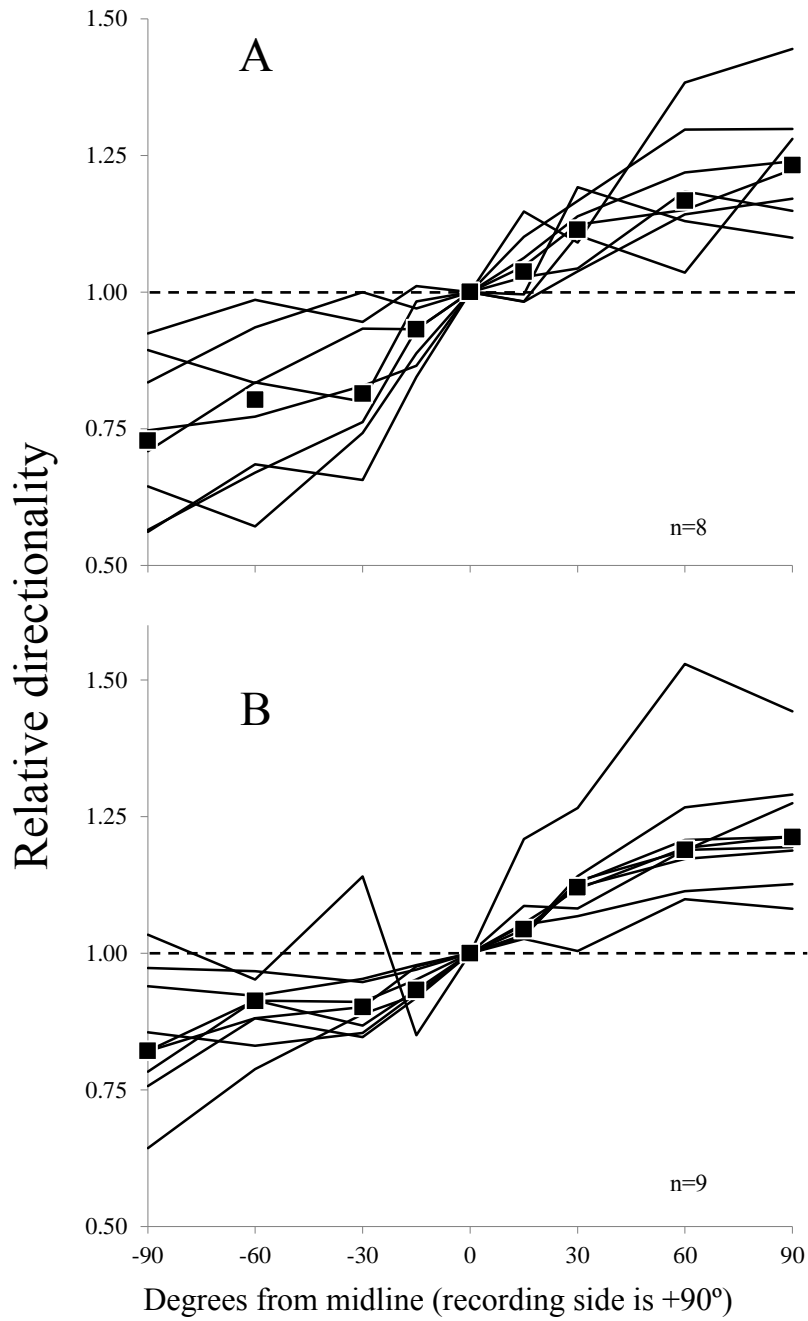 1.50
A
1.25
1.00
0.75
n=8
0.50
Relative directionality
1.50
B
1.25
1.00
0.75
n=9
0.50
-90 -60 -30 0 30 60 90
Degrees from midline (recording side is +90º)